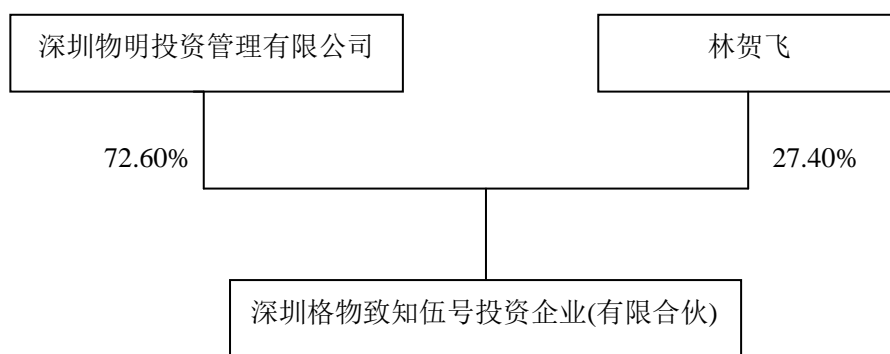 深圳物明投资管理有限公司
林贺飞
72.60%
27.40%
深圳格物致知伍号投资企业(有限合伙)